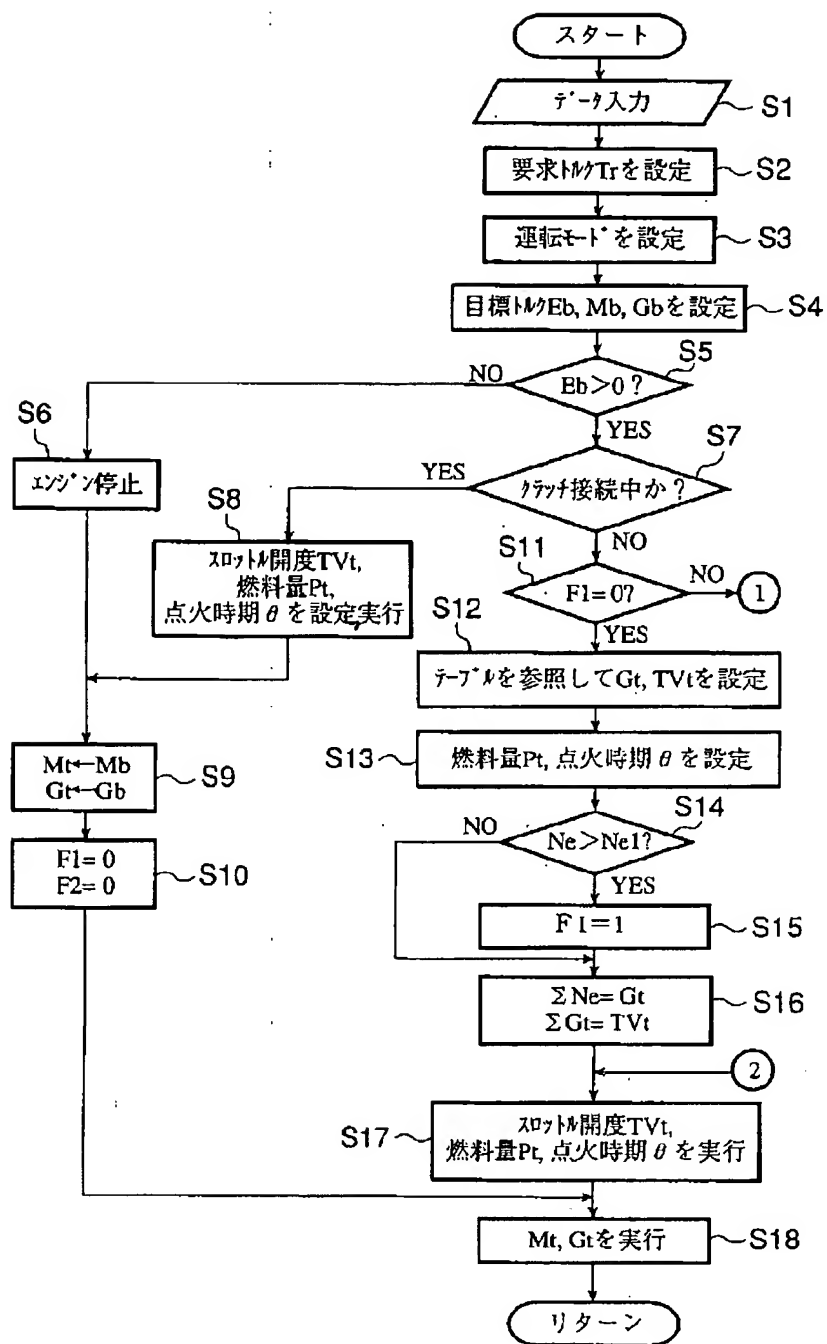 スタート
データ入力
S1
要求トルクTrを設定
S2
運転モードを設定
S3
目標トルクEb, Mb, Gbを設定
S4
S5
NO
Eb>0？
YES
S6
エンジン停止
S7
YES
クラッチ接続中か？
NO
S8
スロットル開度TVt,
燃料量Pt,
点火時期θを設定実行
S11
F1=0?
NO
1
YES
S12
テーブルを参照してGt, TVtを設定
S13
燃料量Pt, 点火時期θを設定
S9
Mt←Mb
Gt←Gb
S14
NO
Ne>Ne1?
YES
S10
F1= 0
F2= 0
F1=1
S15
ΣNe= Gt
ΣGt= TVt
S16
2
S17
スロットル開度TVt,
燃料量Pt, 点火時期θを実行
Mt, Gtを実行
S18
リターン